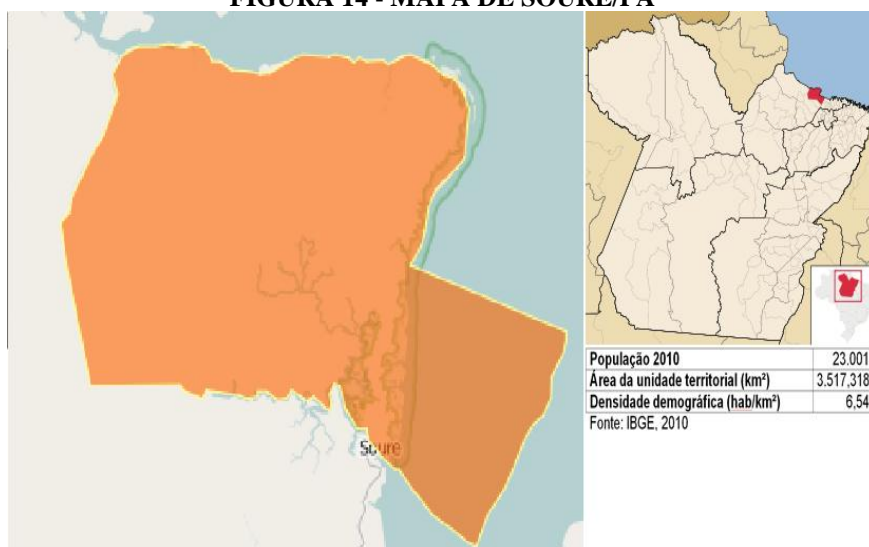 FIGURA 14 - MAPA DE SOURE/PA
Soure
População 2010 23.001
Área da unidade territorial (km²) 3.517,318
Densidade demográfica (hab/km²) 6,54
Fonte: IBGE, 2010